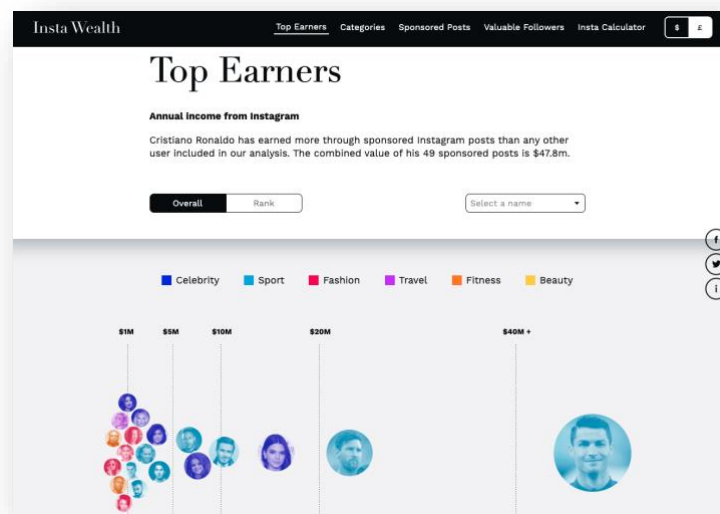 Insta Wealth
Top Earners Categories Sponsored Posts Valuable Followers Insta Calculator $ £
Top Earners
Annual income from Instagram
Cristiano Ronaldo has earned more through sponsored Instagram posts than any other
user included in our analysis. The combined value of his 49 sponsored posts is $47.8m.
Overall Rank Select a name
Celebrity Sport Fashion Travel Fitness Beauty
$1M $5M $10M $20M $40M +